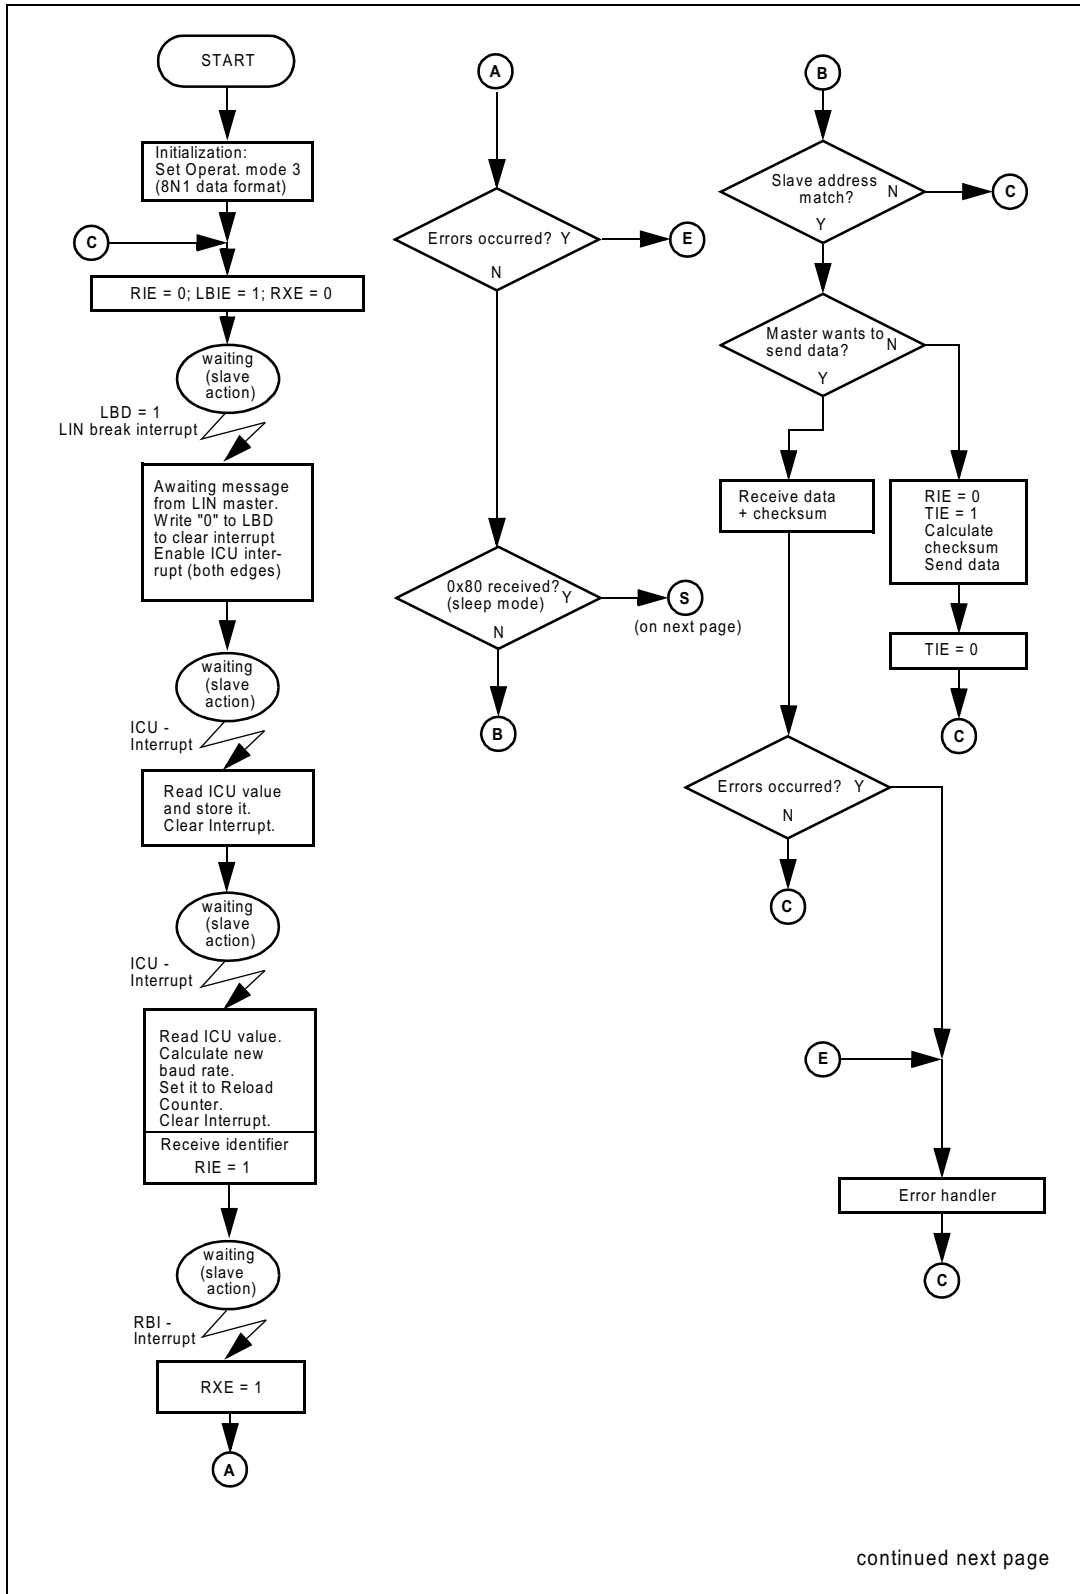 START
Initialization:
Set Operat. mode 3
(8N1 data format)
C
RIE = 0; LBIE = 1; RXE = 0
waiting
(slave
action)
LBD = 1
LIN break interrupt
Awaiting message
from LIN master.
Write "0" to LBD
to clear interrupt
Enable ICU inter-
rupt (both edges)
waiting
(slave
action)
ICU -
Interrupt
Read ICU value
and store it.
Clear Interrupt.
waiting
(slave
action)
ICU -
Interrupt
Read ICU value.
Calculate new
baud rate.
Set it to Reload
Counter.
Clear Interrupt.
Receive identifier
RIE = 1
waiting
(slave
action)
RBI -
Interrupt
RXE = 1
A
A
Errors occurred? Y
E
N
0x80 received? Y
(sleep mode)
S
(on next page)
N
B
B
Slave address N
match?
C
Y
Master wants to N
send data?
Y
Receive data
+ checksum
RIE = 0
TIE = 1
Calculate
checksum
Send data
TIE = 0
C
Errors occurred? Y
N
C
E
Error handler
C
continued next page